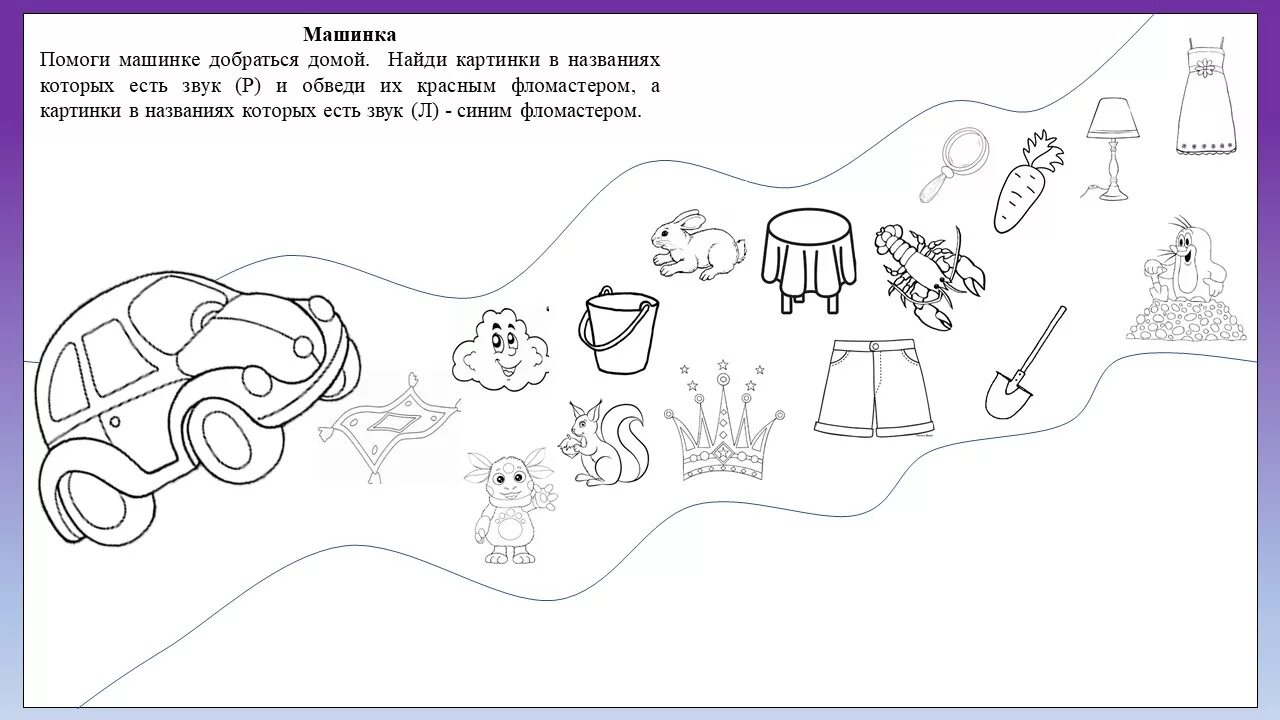 Машинка
Помоги машинке добраться домой. Найди картинки в названиях
которых есть звук (Р) и обведи их красным фломастером, а
картинки в названиях которых есть звук (Л) - синим фломастером.